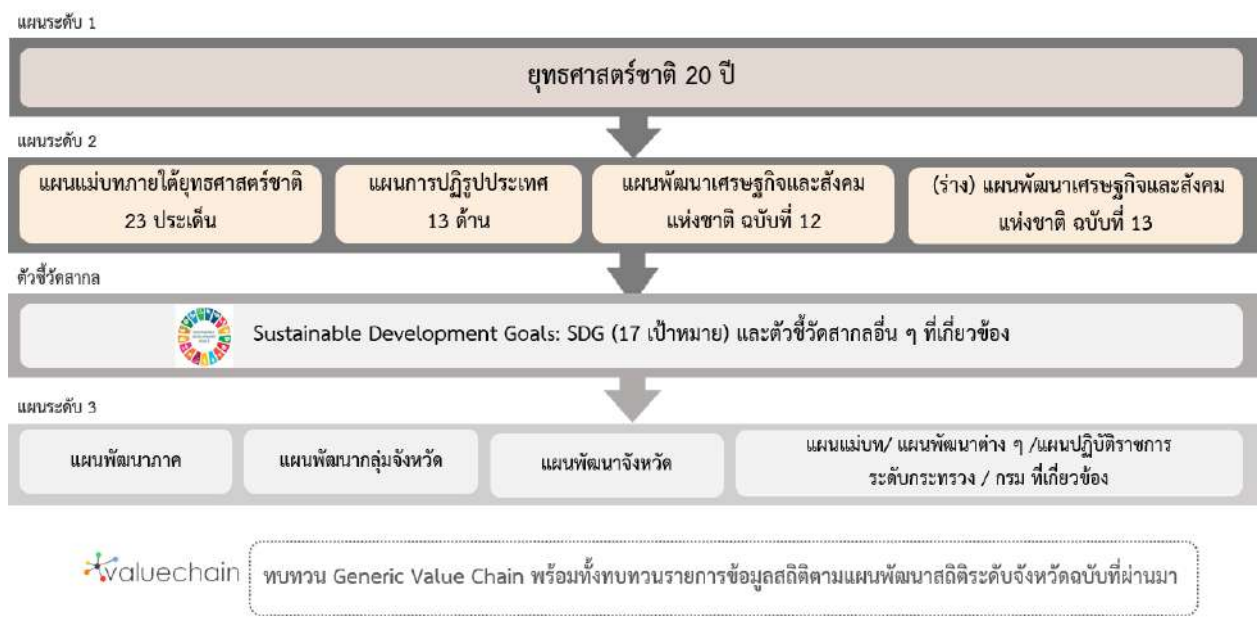 แผนระดับ 1
ยุทธศาสตร์ชาติ 20 ปี
แผนระดับ 2
แผนแม่บทภายใต้ยุทธศาสตร์ชาติ
23 ประเด็น
แผนการปฏิรูปประเทศ
13 ด้าน
แผนพัฒนาเศรษฐกิจและสังคม
แห่งชาติ ฉบับที่ 12
(ร่าง) แผนพัฒนาเศรษฐกิจและสังคม
แห่งชาติ ฉบับที่ 13
ตัวชี้วัดสากล
Sustainable Development Goals: SDG (17 เป้าหมาย) และตัวชี้วัดสากลอื่น ๆ ที่เกี่ยวข้อง
แผนระดับ 3
แผนพัฒนาภาค
แผนพัฒนากลุ่มจังหวัด
แผนพัฒนาจังหวัด
แผนแม่บท/ แผนพัฒนาต่าง ๆ /แผนปฏิบัติราชการ
ระดับกระทรวง / กรม ที่เกี่ยวข้อง
valuechain
ทบทวน Generic Value Chain พร้อมทั้งทบทวนรายการข้อมูลสถิติตามแผนพัฒนาสถิติระดับจังหวัดฉบับที่ผ่านมา